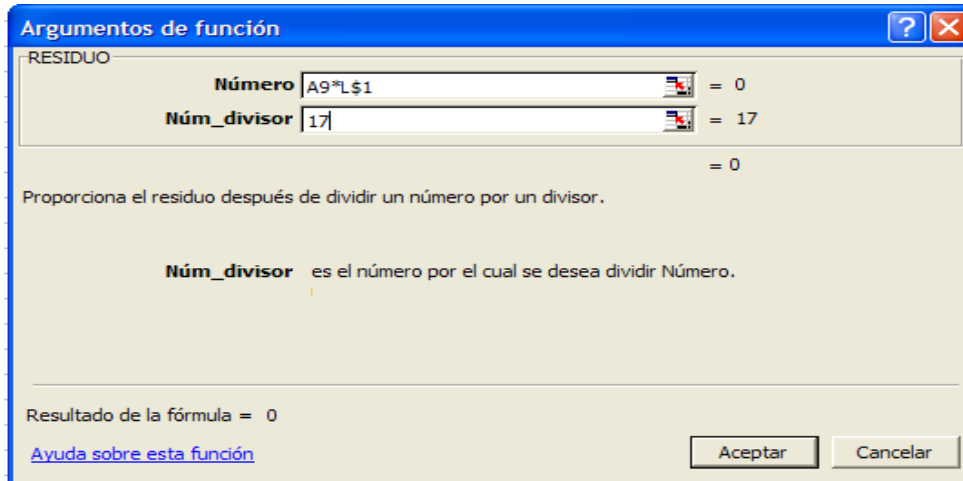 Argumentos de función
RESIDUO
Número A9*L$1 = 0
Núm_divisor 17 = 17
= 0
Proporciona el residuo después de dividir un número por un divisor.
Núm_divisor es el número por el cual se desea dividir Número.
Resultado de la fórmula = 0
Ayuda sobre esta función Aceptar Cancelar